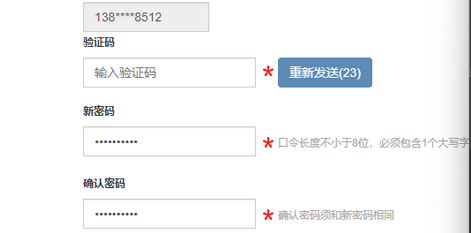 138****8512
验证码
输入验证码 * 重新发送(23)
新密码
•••••••••• * 口令长度不小于8位，必须包含1个大写字
确认密码
•••••••••• * 确认密码须和新密码相同